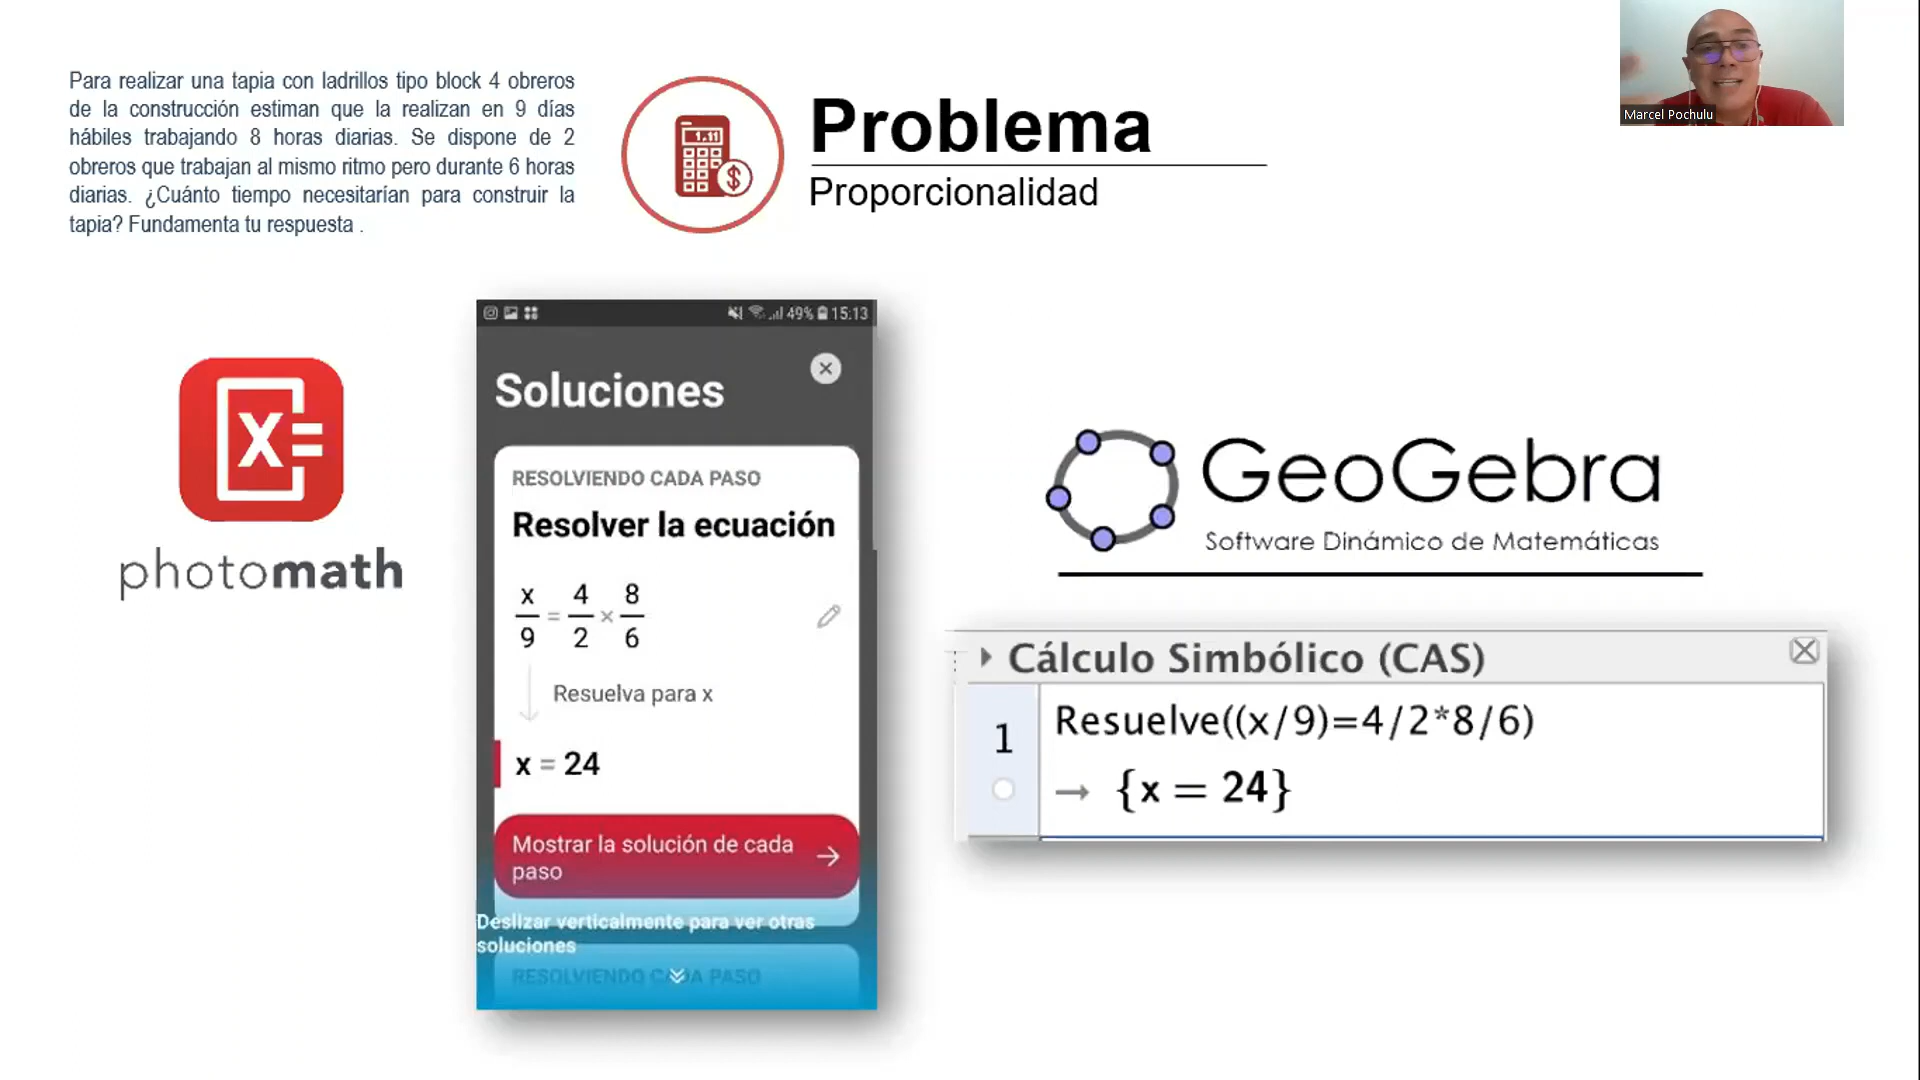 Para realizar una tapia con ladrillos tipo block 4 obreros
de la construcción estiman que la realizan en 9 días
hábiles trabajando 8 horas diarias. Se dispone de 2
obreros que trabajan al mismo ritmo pero durante 6 horas
diarias. ¿Cuánto tiempo necesitarían para construir la
tapia? Fundamenta tu respuesta .
1.11
$
Problema
Proporcionalidad
Marcel Pochulu
X=
photomath
49% 15:13
Soluciones
RESOLVIENDO CADA PASO
Resolver la ecuación
x/9 = 4/2 × 8/6
Resuelva para x
x = 24
Mostrar la solución de cada
paso
Deslizar verticalmente para ver otras
soluciones
RESOLVIENDO CADA PASO
GeoGebra
Software Dinámico de Matemáticas
Cálculo Simbólico (CAS)
1
Resuelve((x/9)=4/2*8/6)
→ {x = 24}